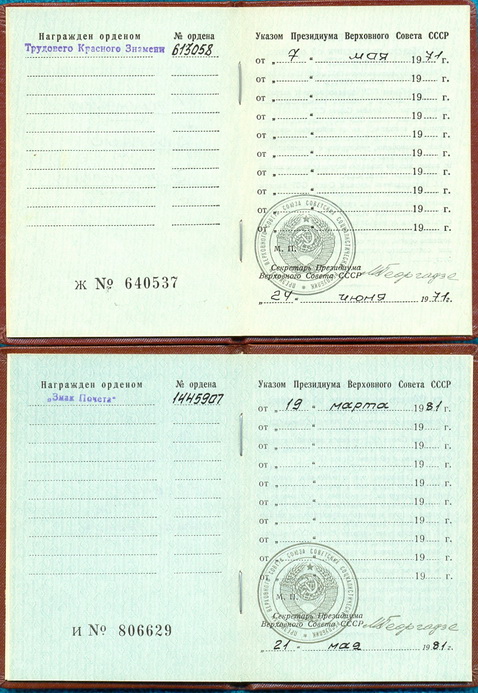 Награжден орденом № ордена
Трудового Красного Знамени 613058
Указом Президиума Верховного Совета СССР
от „ 7 “ мая 1971 г.
от „ “ 19 г.
от „ “ 19 г.
от „ “ 19 г.
от „ “ 19 г.
от „ “ 19 г.
от „ “ 19 г.
от „ “ 19 г.
от „ “ 19 г.
от „ “ 19 г.
М. П.
Секретарь Президиума
Верховного Совета СССР МГеоргадзе
„ 24 “ июня 1971 г.
Ж № 640537
Награжден орденом № ордена
„Знак Почета“ 1445907
Указом Президиума Верховного Совета СССР
от „ 19 “ марта 1981 г.
от „ “ 19 г.
от „ “ 19 г.
от „ “ 19 г.
от „ “ 19 г.
от „ “ 19 г.
от „ “ 19 г.
от „ “ 19 г.
от „ “ 19 г.
от „ “ 19 г.
М. П.
Секретарь Президиума
Верховного Совета СССР МГеоргадзе
„ 21 “ мая 1981 г.
И № 806629